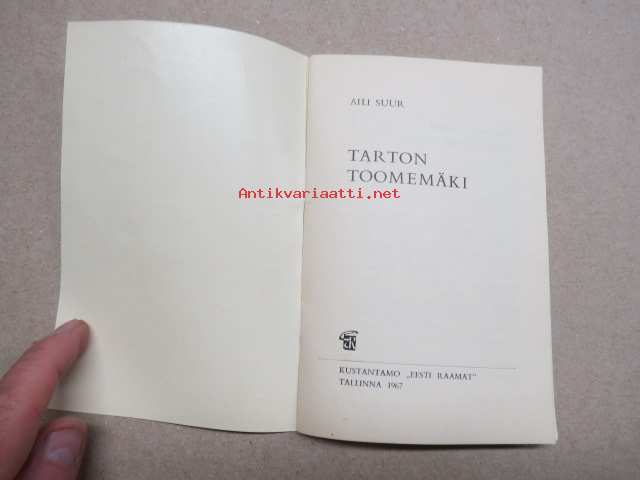 AILI SUUR
TARTON
TOOMEMÄKI
Antikvariaatti.net
KUSTANTAMO „EESTI RAAMAT”
TALLINNA 1967